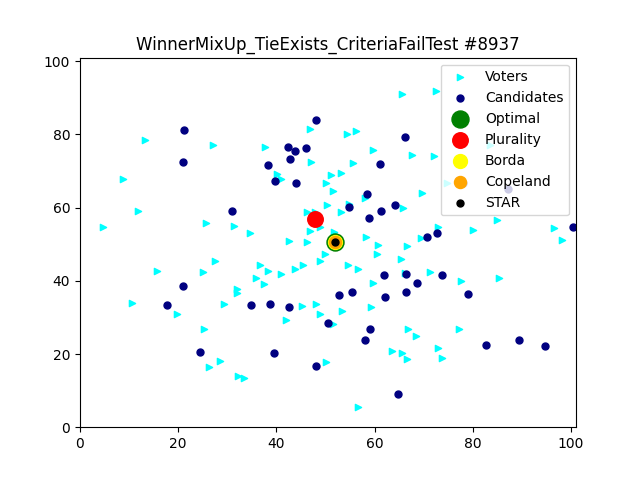 WinnerMixUp_TieExists_CriteriaFailTest #8937
100
80
60
40
20
0
0
20
40
60
80
100
Voters
Candidates
Optimal
Plurality
Borda
Copeland
STAR